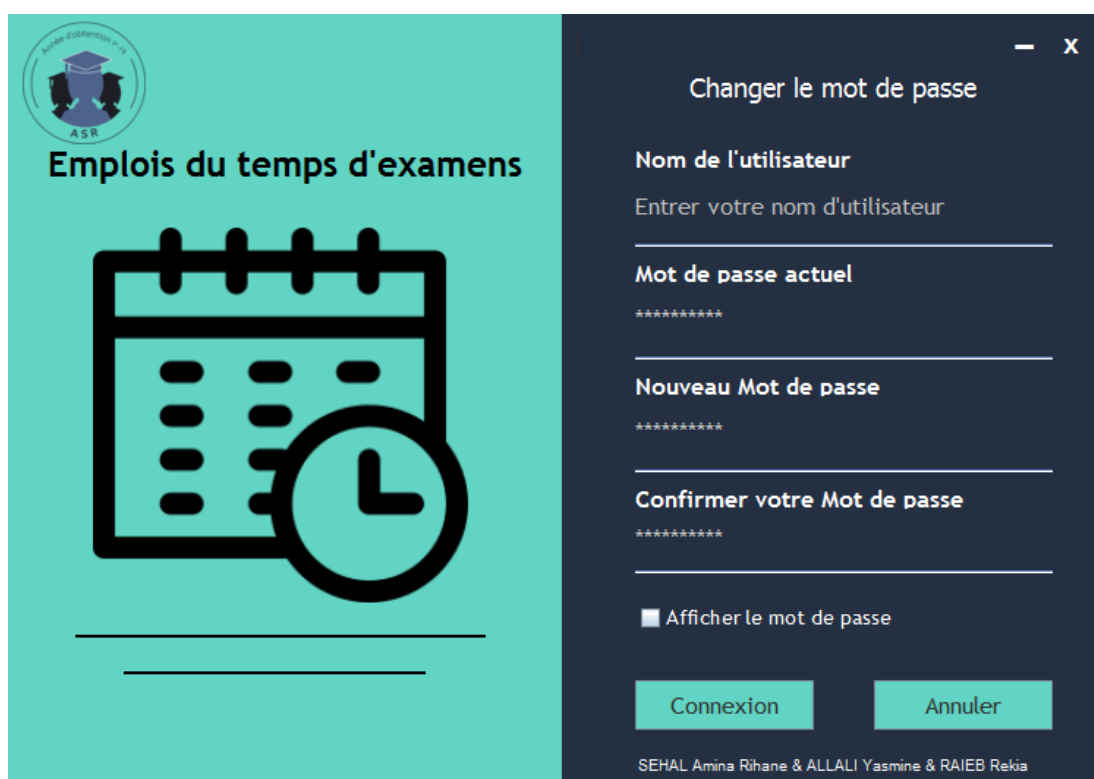 Année d'obtention
ASR
Emplois du temps d'examens
– x
Changer le mot de passe
Nom de l'utilisateur
Entrer votre nom d'utilisateur
Mot de passe actuel
**********
Nouveau Mot de passe
**********
Confirmer votre Mot de passe
**********
Afficher le mot de passe
Connexion
Annuler
SEHAL Amina Rihane & ALLALI Yasmine & RAIEB Rekia